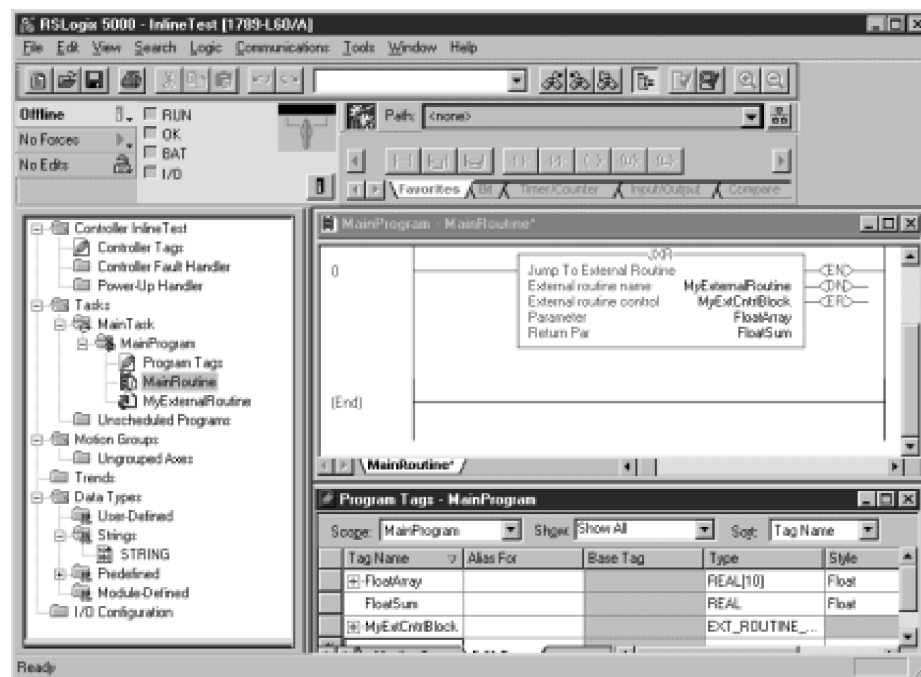 RSLogix 5000 - InlineTest [1789-L60/A]
File Edit View Search Logic Communications Tools Window Help
Offline
RUN
No Forces
OK
No Edits
BAT
I/O
Path: <none>
Favorites Bit Timer/Counter Input/Output Compare
Controller InlineTest
Controller Tags
Controller Fault Handler
Power-Up Handler
Tasks
MainTask
MainProgram
Program Tags
MainRoutine
MyExternalRoutine
Unscheduled Programs
Motion Groups
Ungrouped Axes
Trends
Data Types
User-Defined
Strings
STRING
Predefined
Module-Defined
I/O Configuration
MainProgram - MainRoutine*
0
JXR
Jump To External Routine
External routine name MyExternalRoutine
External routine control MyExtCntrlBlock
Parameter FloatArray
Return Par FloatSum
EN
DN
ER
(End)
MainRoutine*
Program Tags - MainProgram
Scope: MainProgram Show: Show All Sort: Tag Name
Tag Name Alias For Base Tag Type Style
FloatArray REAL[10] Float
FloatSum REAL Float
MyExtCntrlBlock EXT_ROUTINE_...
Ready